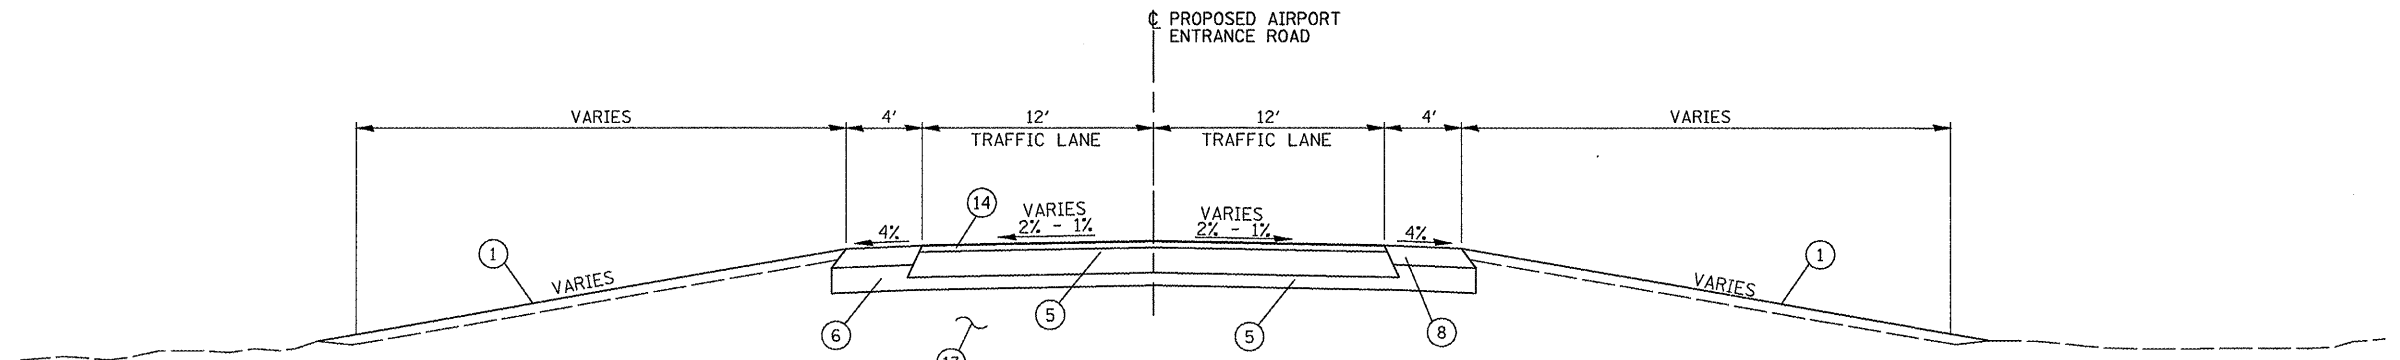 ℄ PROPOSED AIRPORT
ENTRANCE ROAD
VARIES
4'
12'
12'
4'
VARIES
TRAFFIC LANE
TRAFFIC LANE
14
VARIES
2% - 1%
VARIES
2% - 1%
4%
4%
1
1
VARIES
VARIES
6
5
5
8